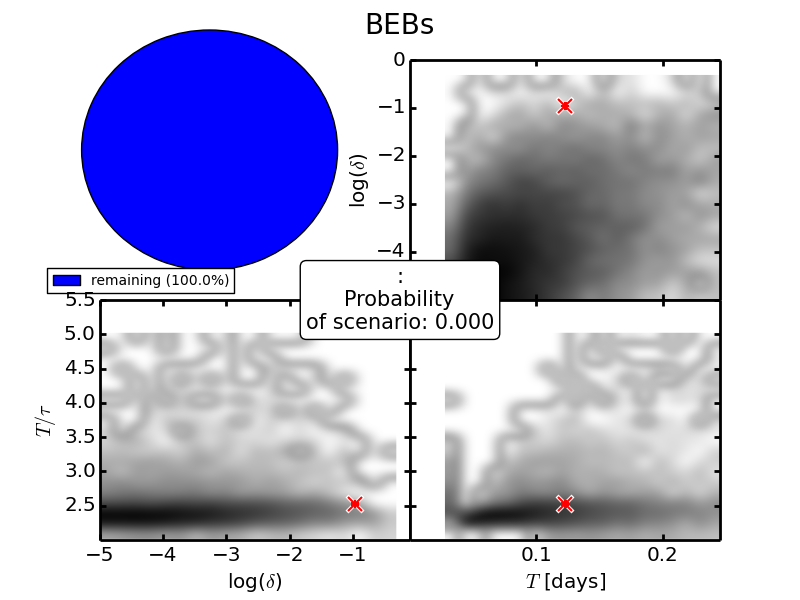 BEBs
0
−1
−2
−3
−4
log(δ)
remaining (100.0%)
:
Probability
of scenario: 0.000
5.5
5.0
4.5
4.0
3.5
3.0
2.5
T/τ
−5 −4 −3 −2 −1
log(δ)
0.1 0.2
T [days]